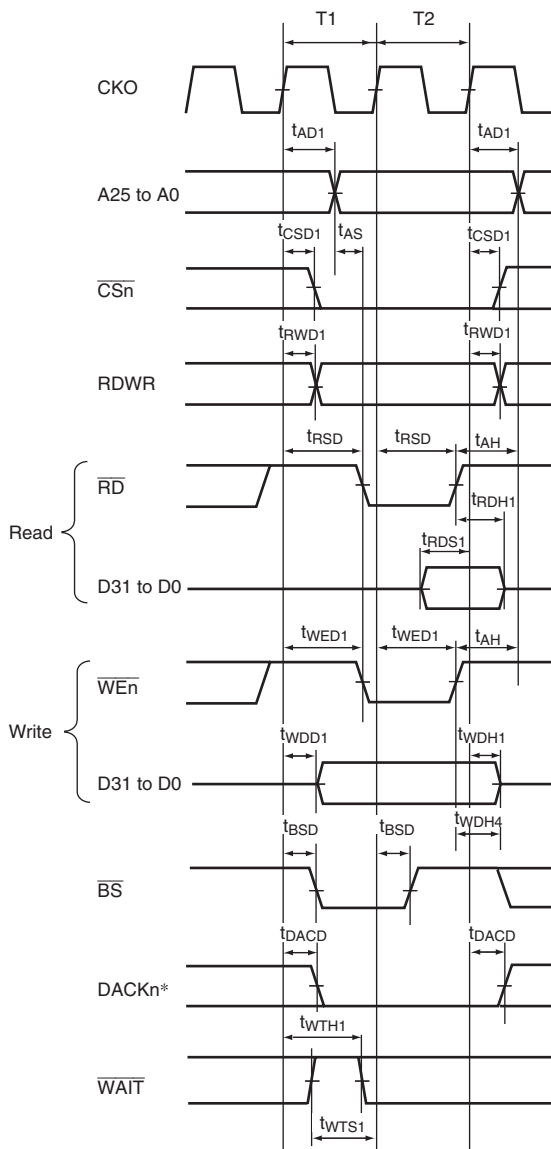 T1 T2
CKO
tAD1 tAD1
A25 to A0
tCSD1 tAS tCSD1
CSn
tRWD1 tRWD1
RDWR
tRSD tRSD tAH
RD
tRDH1
Read
tRDS1
D31 to D0
tWED1 tWED1 tAH
WEn
Write
tWDD1 tWDH1
D31 to D0
tWDH4
tBSD tBSD
BS
tDACD tDACD
DACKn*
tWTH1
WAIT
tWTS1